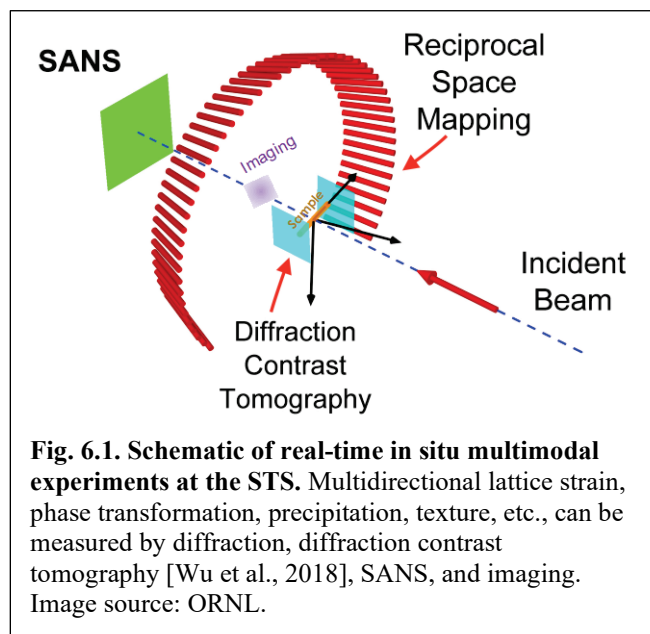 SANS
Reciprocal
Space
Mapping
Imaging
Sample
Incident
Beam
Diffraction
Contrast
Tomography
Fig. 6.1. Schematic of real-time in situ multimodal
experiments at the STS. Multidirectional lattice strain,
phase transformation, precipitation, texture, etc., can be
measured by diffraction, diffraction contrast
tomography [Wu et al., 2018], SANS, and imaging.
Image source: ORNL.